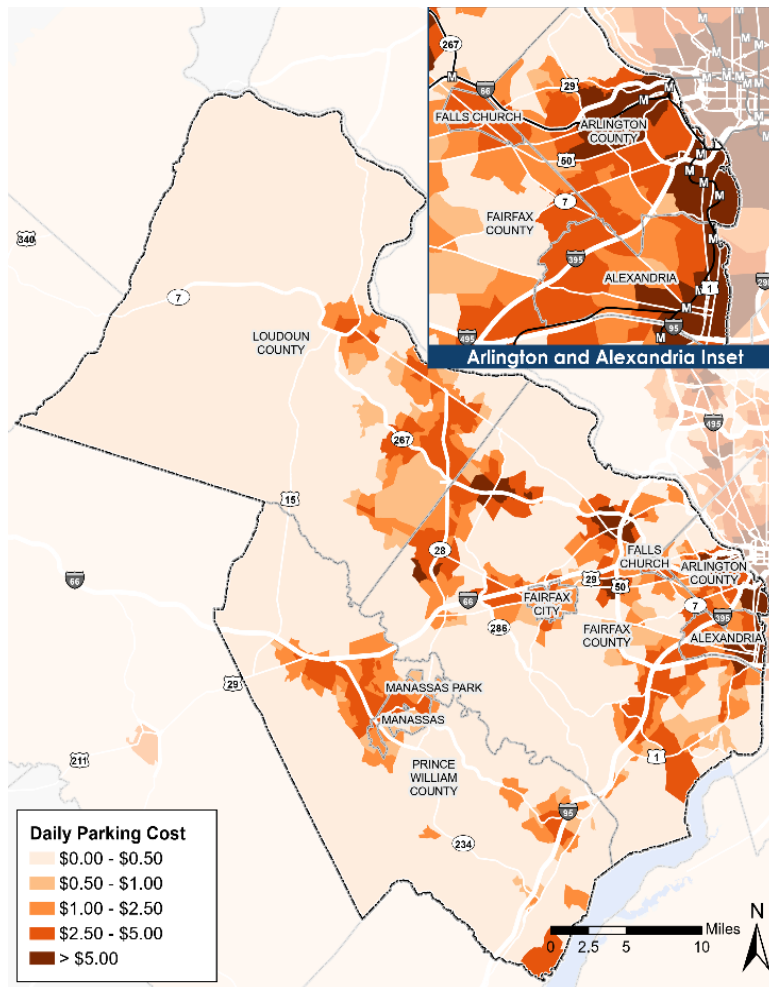 267
66
29
M
M
M
M
M
M
M
FALLS CHURCH
ARLINGTON
COUNTY
50
M
M
M
M
7
FAIRFAX
COUNTY
M
395
ALEXANDRIA
M
1
M
95
M
495
Arlington and Alexandria Inset
340
7
LOUDOUN
COUNTY
495
267
15
28
FALLS
CHURCH
ARLINGTON
COUNTY
66
29
50
66
FAIRFAX
CITY
7
395
286
FAIRFAX
COUNTY
ALEXANDRIA
29
MANASSAS PARK
MANASSAS
211
1
PRINCE
WILLIAM
COUNTY
95
234
Daily Parking Cost
$0.00 - $0.50
$0.50 - $1.00
$1.00 - $2.50
$2.50 - $5.00
> $5.00
N
Miles
0 2.5 5 10